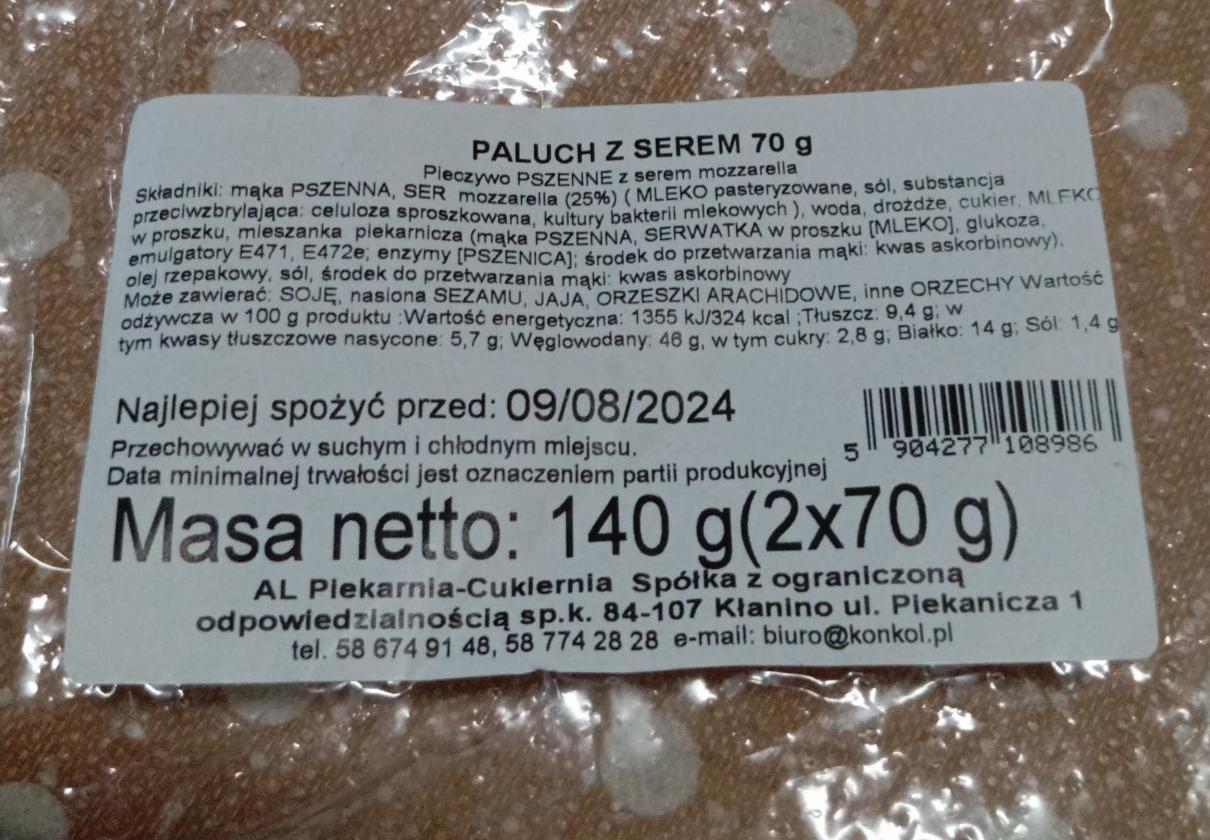 PALUCH Z SEREM 70 g
Pieczywo PSZENNE z serem mozzarella
Składniki: mąka PSZENNA, SER mozzarella (25%) ( MLEKO pasteryzowane, sól, substancja
przeciwzbrylająca: celuloza sproszkowana, kultury bakterii mlekowych ), woda, drożdże, cukier, MLEKO
w proszku, mieszanka piekarnicza (mąka PSZENNA, SERWATKA w proszku [MLEKO], glukoza,
emulgatory E471, E472e; enzymy [PSZENICA]; środek do przetwarzania mąki: kwas askorbinowy),
olej rzepakowy, sól, środek do przetwarzania mąki: kwas askorbinowy
Może zawierać: SOJĘ, nasiona SEZAMU, JAJA, ORZESZKI ARACHIDOWE, inne ORZECHY Wartość
odżywcza w 100 g produktu :Wartość energetyczna: 1355 kJ/324 kcal ;Tłuszcz: 9,4 g; w
tym kwasy tłuszczowe nasycone: 5,7 g; Węglowodany: 46 g, w tym cukry: 2,8 g; Białko: 14 g; Sól: 1,4 g
Najlepiej spożyć przed: 09/08/2024
Przechowywać w suchym i chłodnym miejscu.
5 904277 108986
Data minimalnej trwałości jest oznaczeniem partii produkcyjnej
Masa netto: 140 g(2x70 g)
AL Piekarnia-Cukiernia Spółka z ograniczoną
odpowiedzialnością sp.k. 84-107 Kłanino ul. Piekanicza 1
tel. 58 674 91 48, 58 774 28 28 e-mail: biuro@konkol.pl